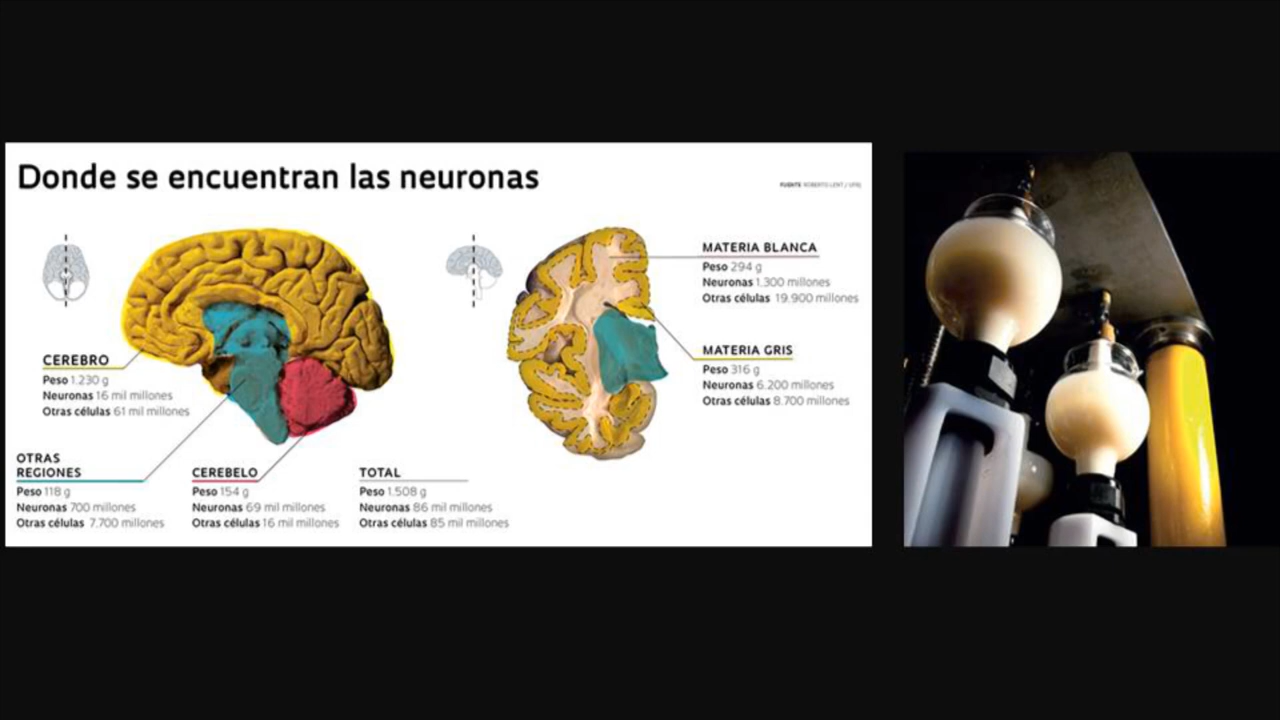 Donde se encuentran las neuronas
FUENTE ROBERTO LENT / UFRJ
MATERIA BLANCA
Peso 294 g
Neuronas 1.300 millones
Otras células 19.900 millones
MATERIA GRIS
Peso 316 g
Neuronas 6.200 millones
Otras células 8.700 millones
CEREBRO
Peso 1.230 g
Neuronas 16 mil millones
Otras células 61 mil millones
OTRAS
REGIONES
Peso 118 g
Neuronas 700 millones
Otras células 7.700 millones
CEREBELO
Peso 154 g
Neuronas 69 mil millones
Otras células 16 mil millones
TOTAL
Peso 1.508 g
Neuronas 86 mil millones
Otras células 85 mil millones